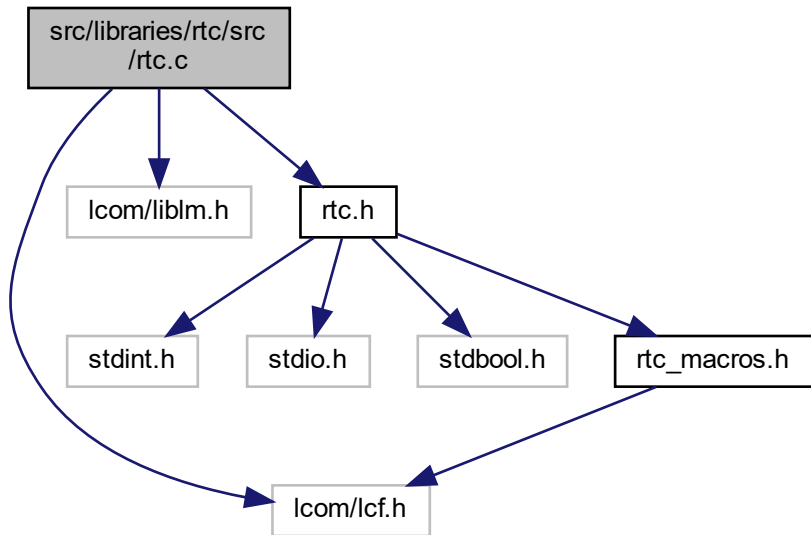 src/libraries/rtc/src
/rtc.c
lcom/liblm.h
rtc.h
stdint.h
stdio.h
stdbool.h
rtc_macros.h
lcom/lcf.h